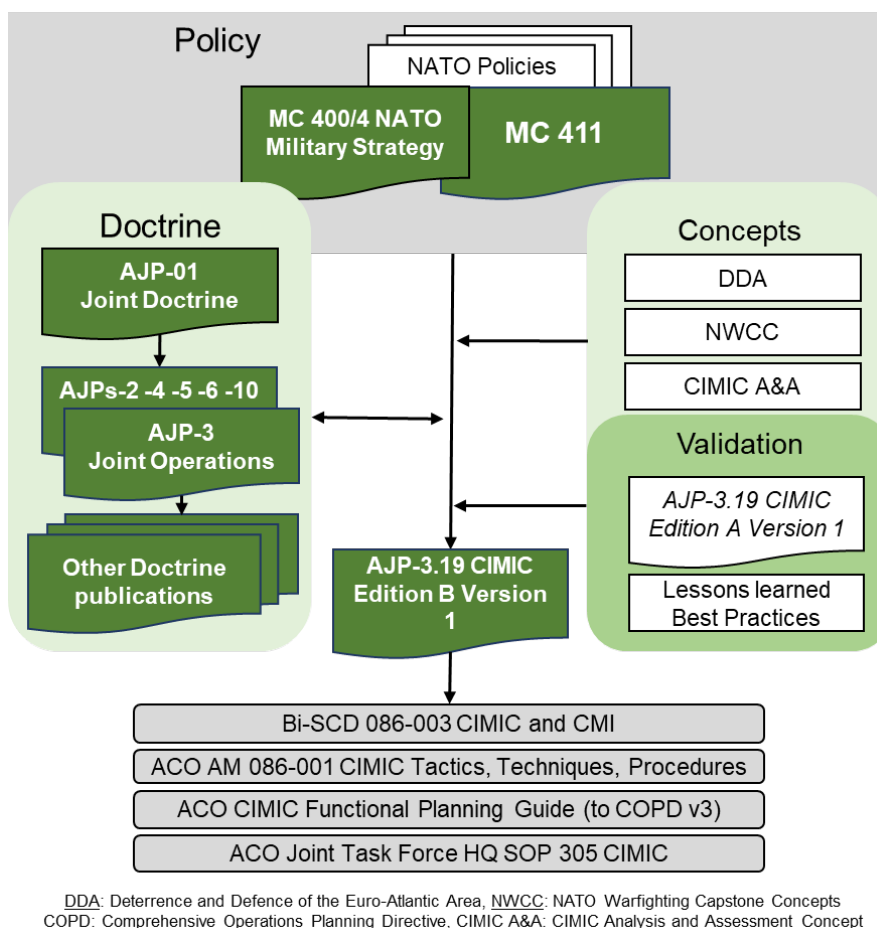 Policy
NATO Policies
MC 400/4 NATO
Military Strategy
MC 411
Doctrine
AJP-01
Joint Doctrine
AJPs-2 -4 -5 -6 -10
AJP-3
Joint Operations
Other Doctrine
publications
Concepts
DDA
NWCC
CIMIC A&A
Validation
AJP-3.19 CIMIC
Edition A Version 1
Lessons learned
Best Practices
AJP-3.19 CIMIC
Edition B Version
1
Bi-SCD 086-003 CIMIC and CMI
ACO AM 086-001 CIMIC Tactics, Techniques, Procedures
ACO CIMIC Functional Planning Guide (to COPD v3)
ACO Joint Task Force HQ SOP 305 CIMIC
DDA: Deterrence and Defence of the Euro-Atlantic Area, NWCC: NATO Warfighting Capstone Concepts
COPD: Comprehensive Operations Planning Directive, CIMIC A&A: CIMIC Analysis and Assessment Concept